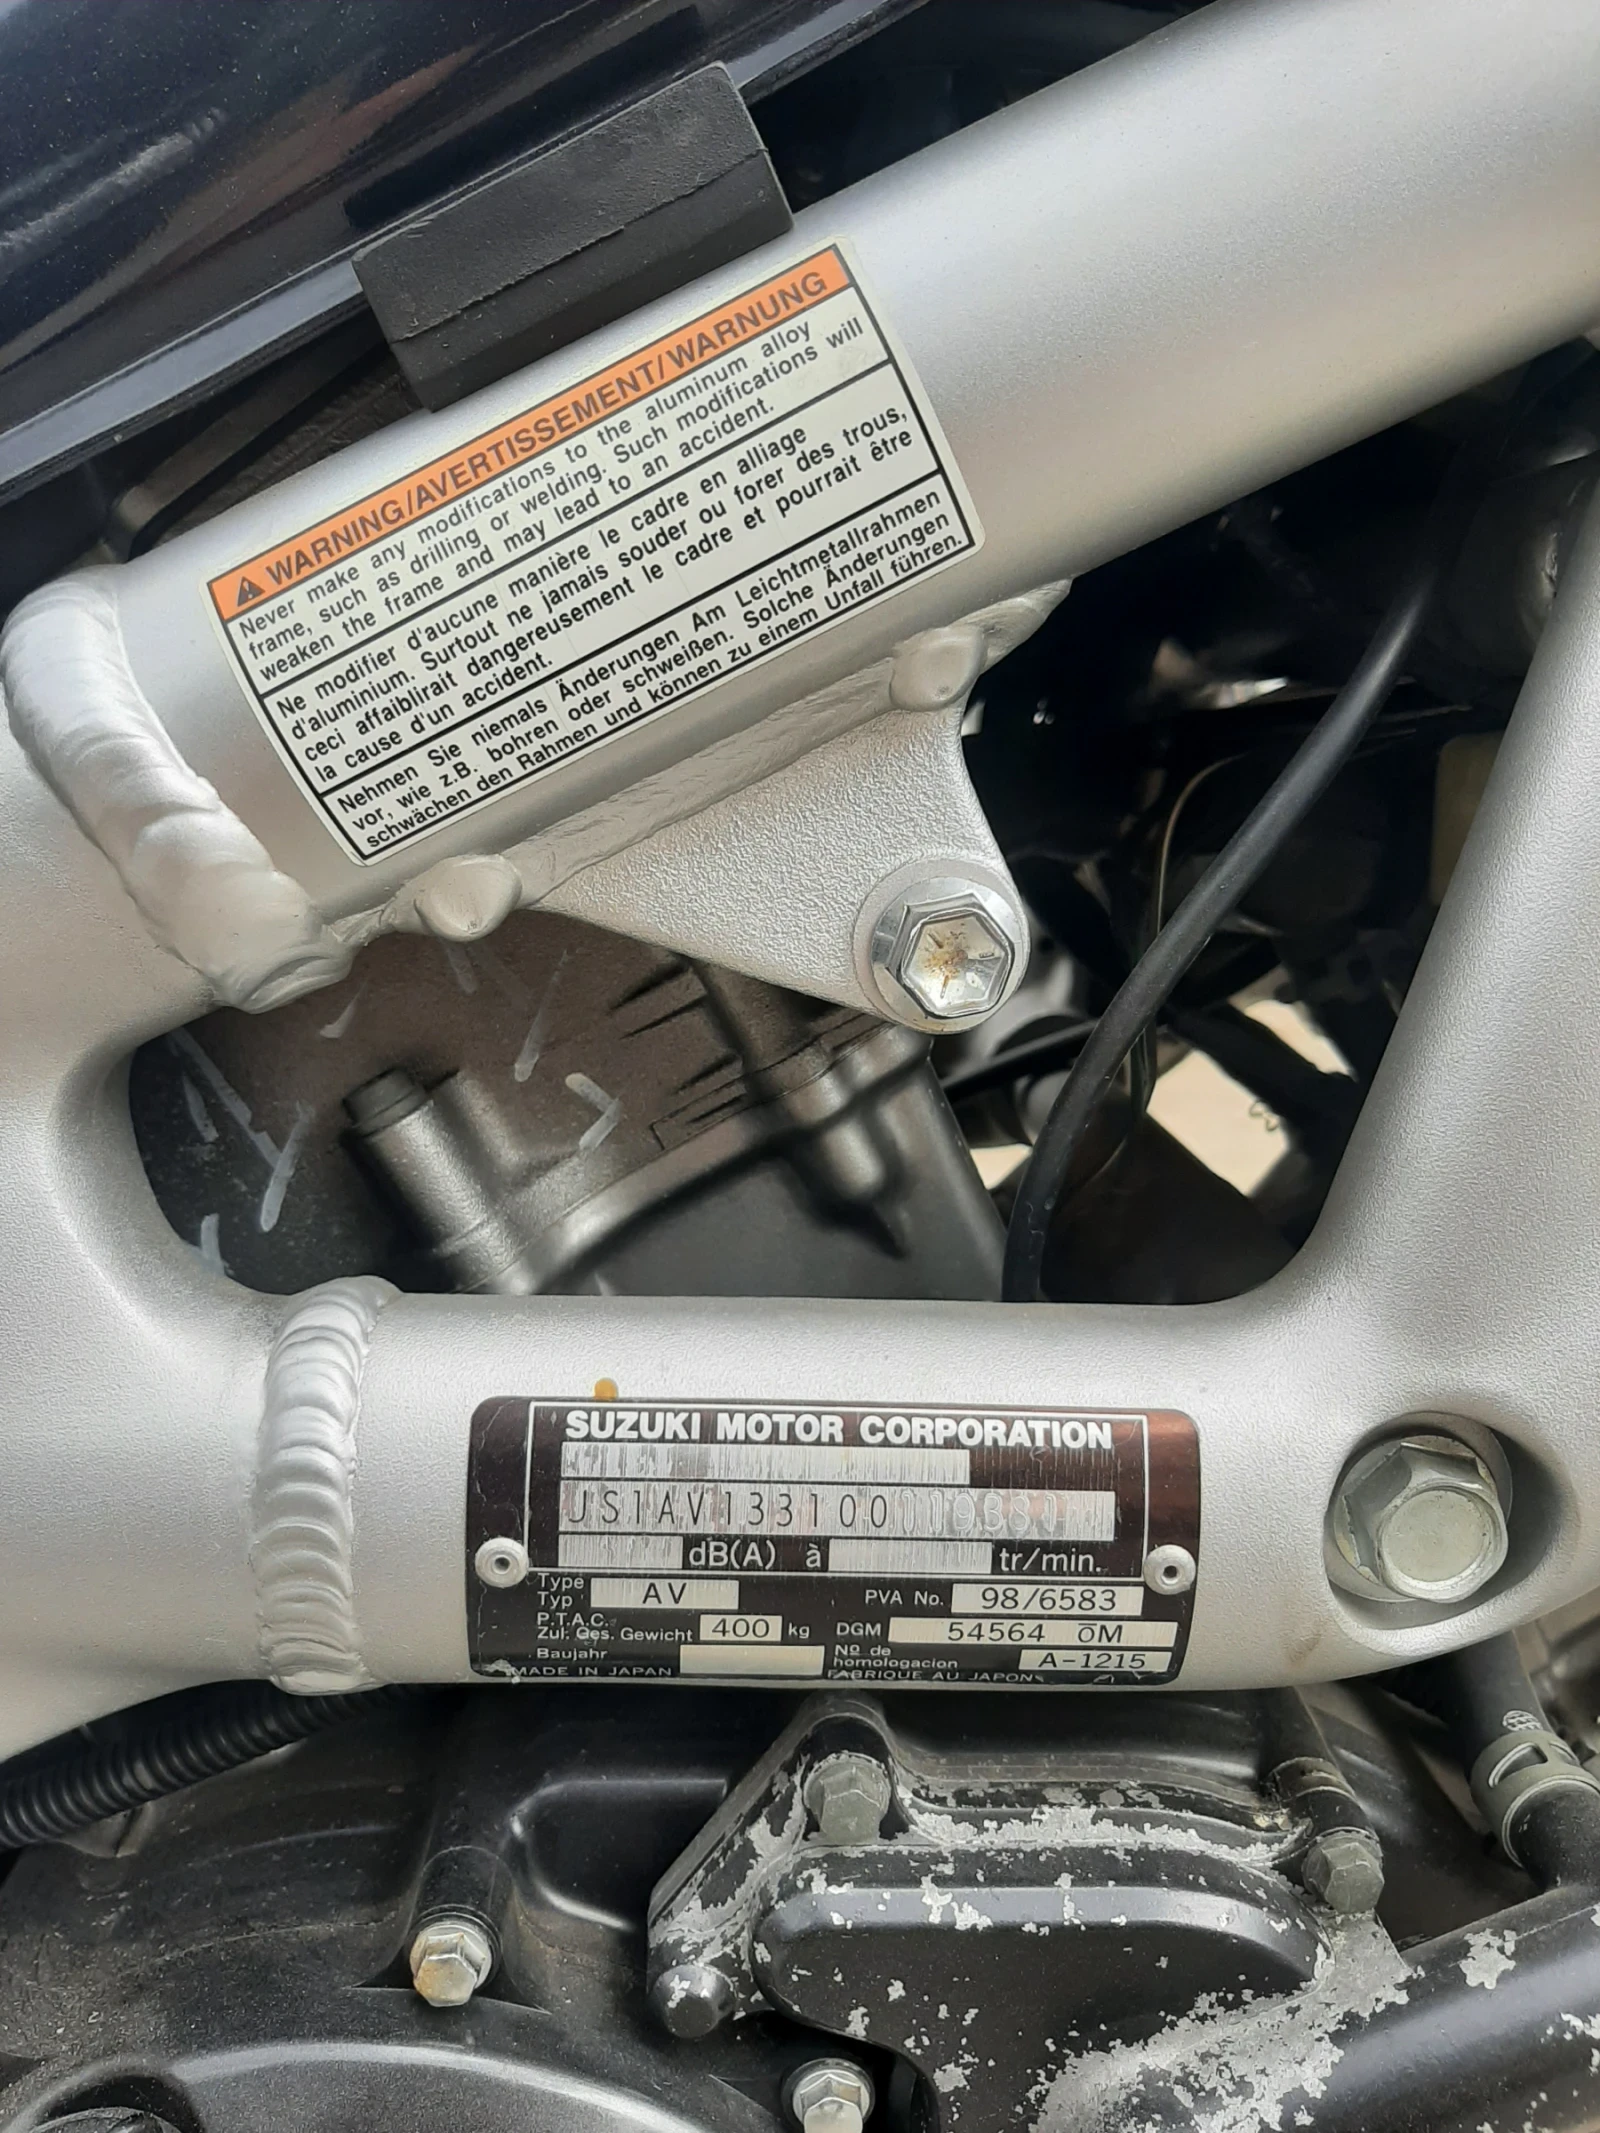 WARNING/AVERTISSEMENT/WARNUNG
Never make any modifications to the aluminum alloy
frame, such as drilling or welding. Such modifications will
weaken the frame and may lead to an accident.
Ne modifier d'aucune manière le cadre en alliage
d'aluminium. Surtout ne jamais souder ou forer des trous,
ceci affaiblirait dangereusement le cadre et pourrait être
la cause d'un accident.
Nehmen Sie niemals Änderungen Am Leichtmetallrahmen
vor, wie z.B. bohren oder schweißen. Solche Änderungen
schwächen den Rahmen und können zu einem Unfall führen.
SUZUKI MOTOR CORPORATION
dB(A) à tr/min.
Type
Typ AV PVA No. 98/6583
P.T.A.C.
Zul. Ges. Gewicht 400 kg DGM 54564 OM
Baujahr Nº de
homologacion A-1215
MADE IN JAPAN FABRIQUE AU JAPON